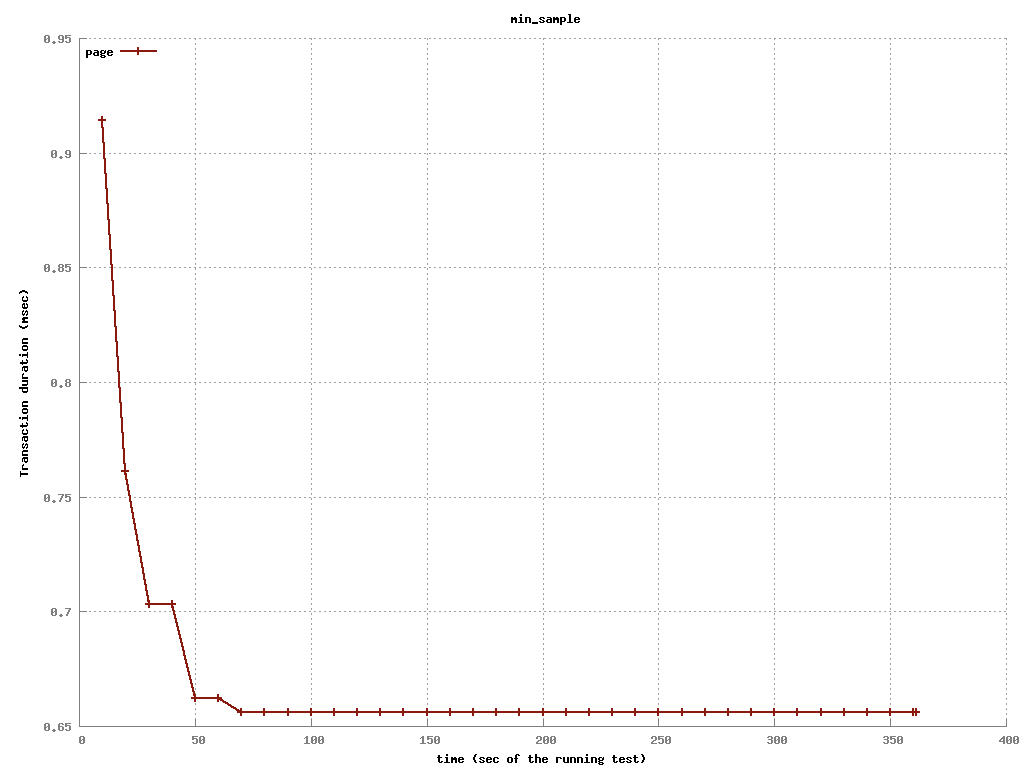 min_sample
0.95
page
0.9
0.85
0.8
0.75
0.7
0.65
Transaction duration (msec)
0 50 100 150 200 250 300 350 400
time (sec of the running test)